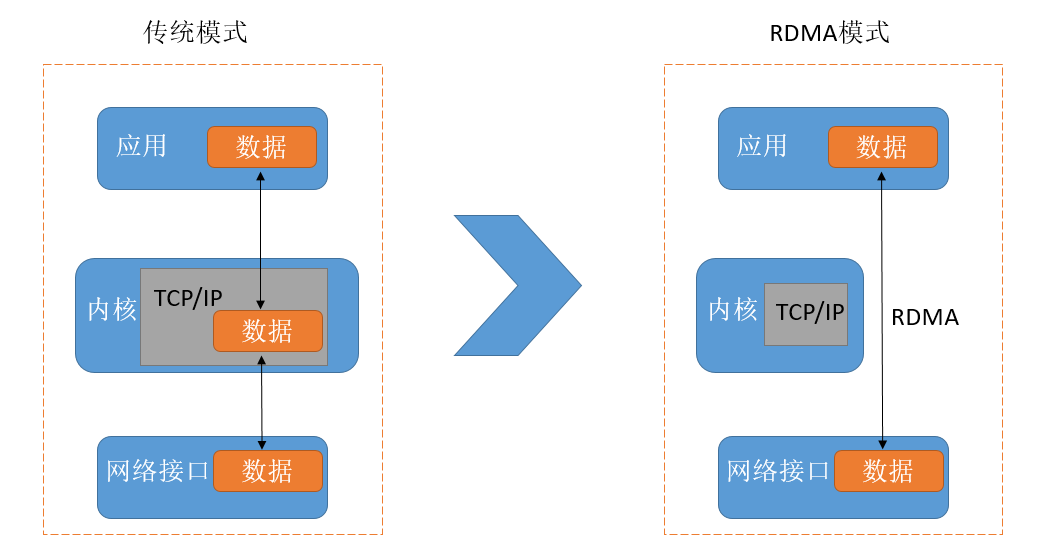 传统模式
应用
数据
内核
TCP/IP
数据
网络接口
数据
RDMA模式
应用
数据
内核
TCP/IP
RDMA
网络接口
数据